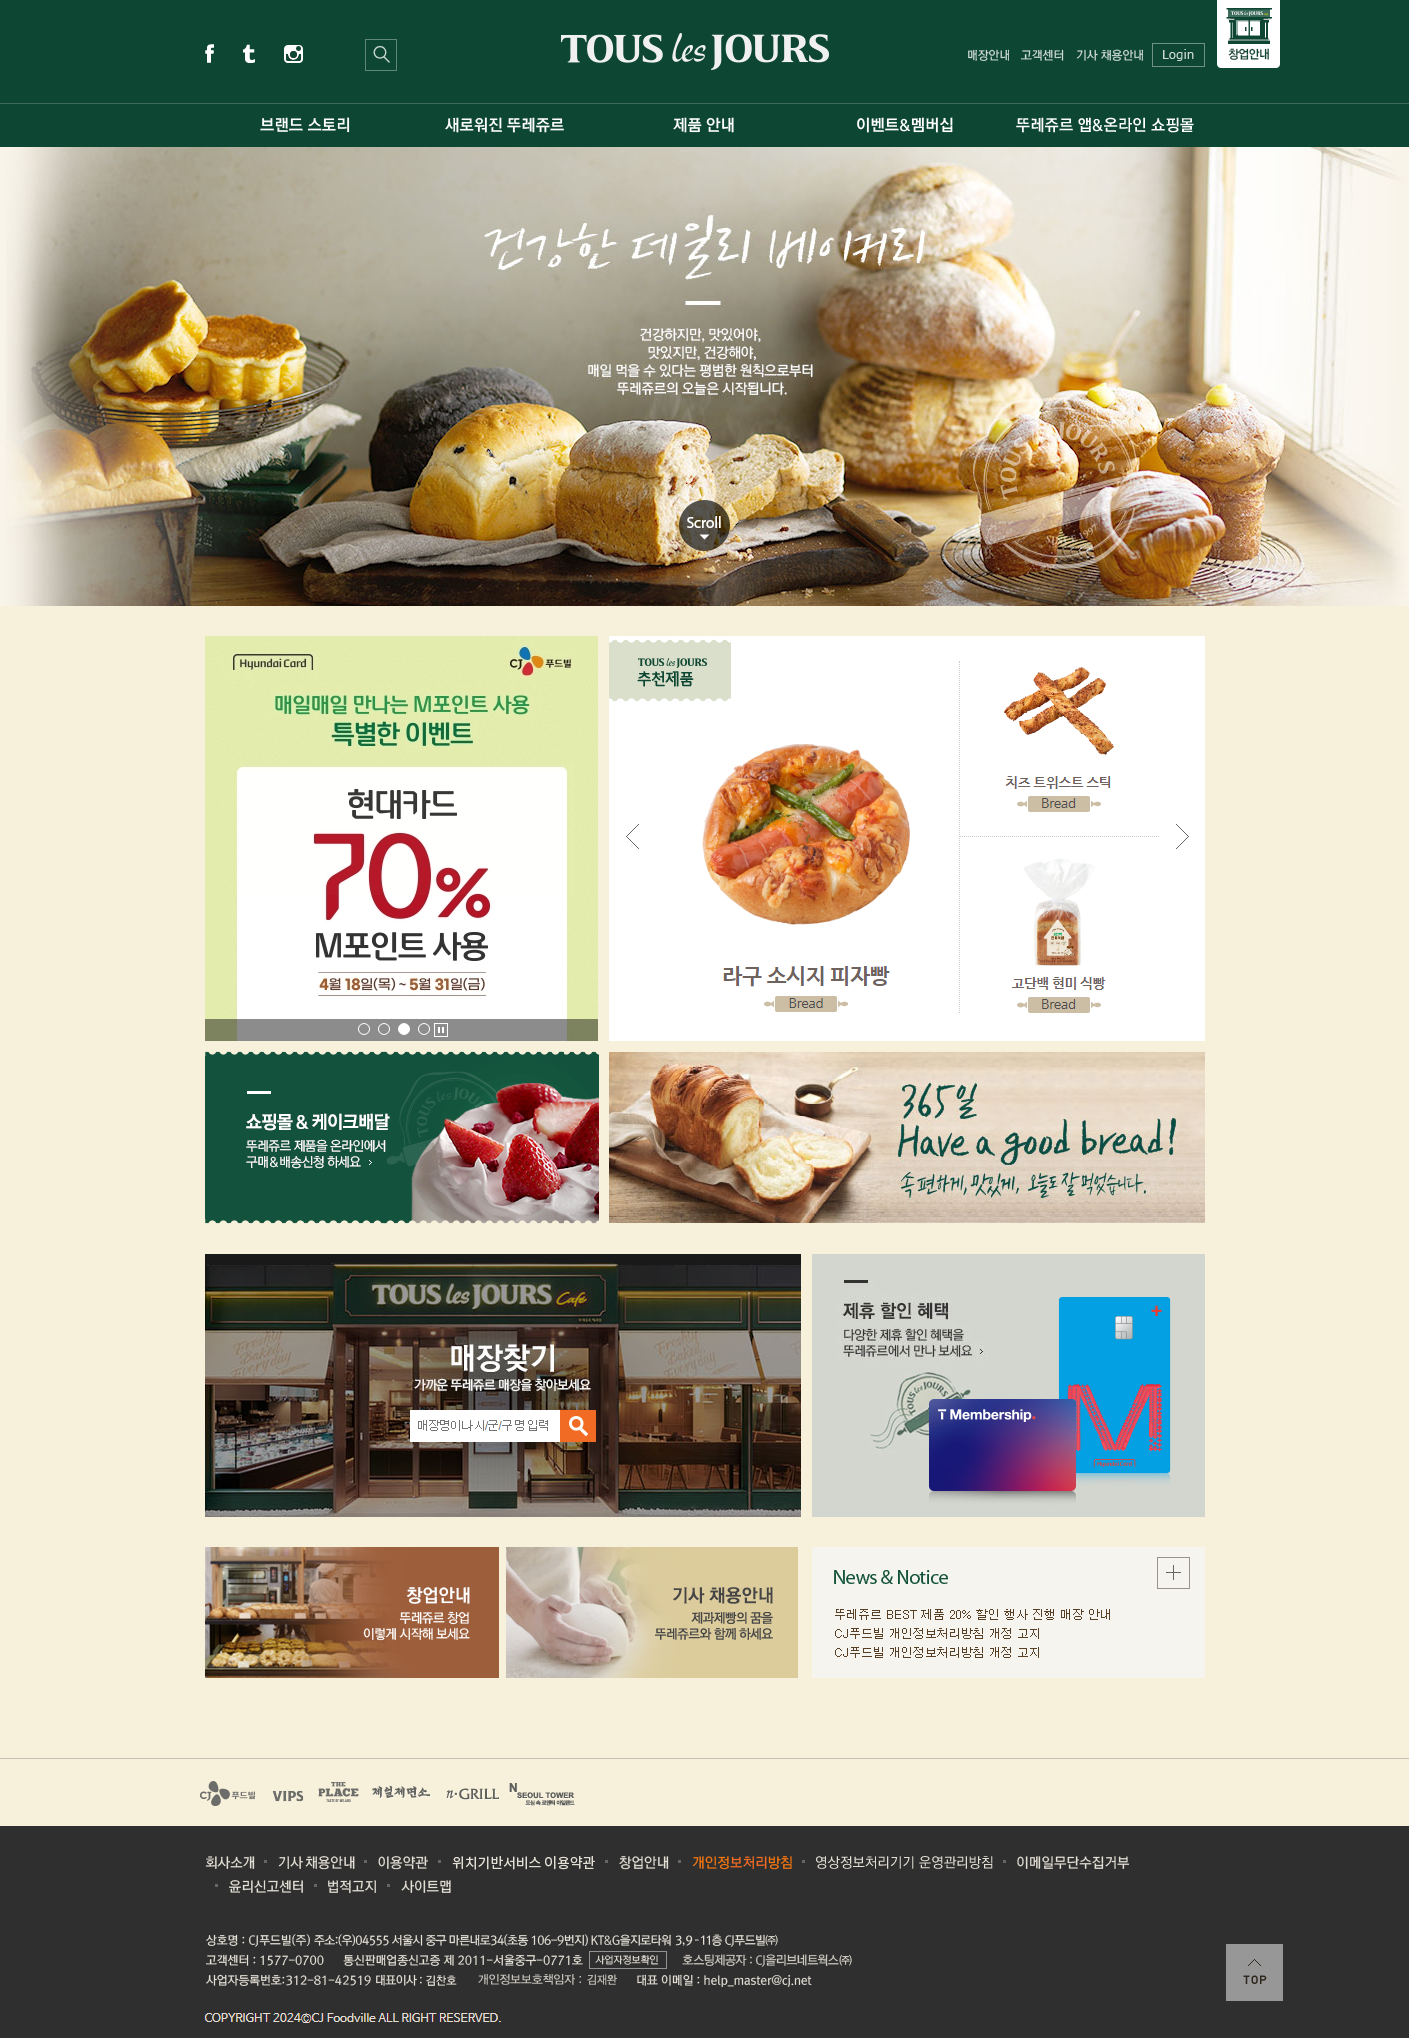 TOUS les JOURS
매장안내 고객센터 기사 채용안내 Login
TOUS les JOURS
창업안내
브랜드 스토리 새로워진 뚜레쥬르 제품 안내 이벤트&멤버십 뚜레쥬르 앱&온라인 쇼핑몰
건강한 데일리 베이커리
건강하지만, 맛있어야,
맛있지만, 건강해야,
매일 먹을 수 있다는 평범한 원칙으로부터
뚜레쥬르의 오늘은 시작됩니다.
TOUS les JOURS
SINCE 1997
Scroll
Hyundai Card
CJ 푸드빌
매일매일 만나는 M포인트 사용
특별한 이벤트
현대카드
70%
M포인트 사용
4월 18일(목) ~ 5월 31일(금)
TOUS les JOURS
추천제품
라구 소시지 피자빵
Bread
치즈 트위스트 스틱
Bread
고단백 현미 식빵
Bread
쇼핑몰 & 케이크배달
뚜레쥬르 제품을 온라인에서
구매&배송신청 하세요
TOUS les JOURS
365일
Have a good bread!
속 편하게, 맛있게, 오늘도 잘 먹었습니다.
TOUS les JOURS Café
매장찾기
가까운 뚜레쥬르 매장을 찾아보세요
매장명이나 시/군/구 명 입력
제휴 할인 혜택
다양한 제휴 할인 혜택을
뚜레쥬르에서 만나 보세요
TOUS les JOURS
T Membership
M
창업안내
뚜레쥬르 창업
이렇게 시작해 보세요
기사 채용안내
제과제빵의 꿈을
뚜레쥬르와 함께 하세요
News & Notice
뚜레쥬르 BEST 제품 20% 할인 행사 진행 매장 안내
CJ푸드빌 개인정보처리방침 개정 고지
CJ푸드빌 개인정보처리방침 개정 고지
CJ 푸드빌 VIPS THE PLACE 제일제면소 n·GRILL N SEOUL TOWER
회사소개 기사 채용안내 이용약관 위치기반서비스 이용약관 창업안내 개인정보처리방침 영상정보처리기기 운영관리방침 이메일무단수집거부
윤리신고센터 법적고지 사이트맵
상호명 : CJ푸드빌(주) 주소:(우)04555 서울시 중구 마른내로34(초동 106-9번지) KT&G을지로타워 3,9-11층 CJ푸드빌㈜
고객센터 : 1577-0700 통신판매업종신고증 제 2011-서울중구-0771호 사업자정보확인 호스팅제공자 : CJ올리브네트웍스㈜
사업자등록번호:312-81-42519 대표이사 : 김찬호 개인정보보호책임자 : 김재완 대표 이메일 : help_master@cj.net
COPYRIGHT 2024©CJ Foodville ALL RIGHT RESERVED.
TOP